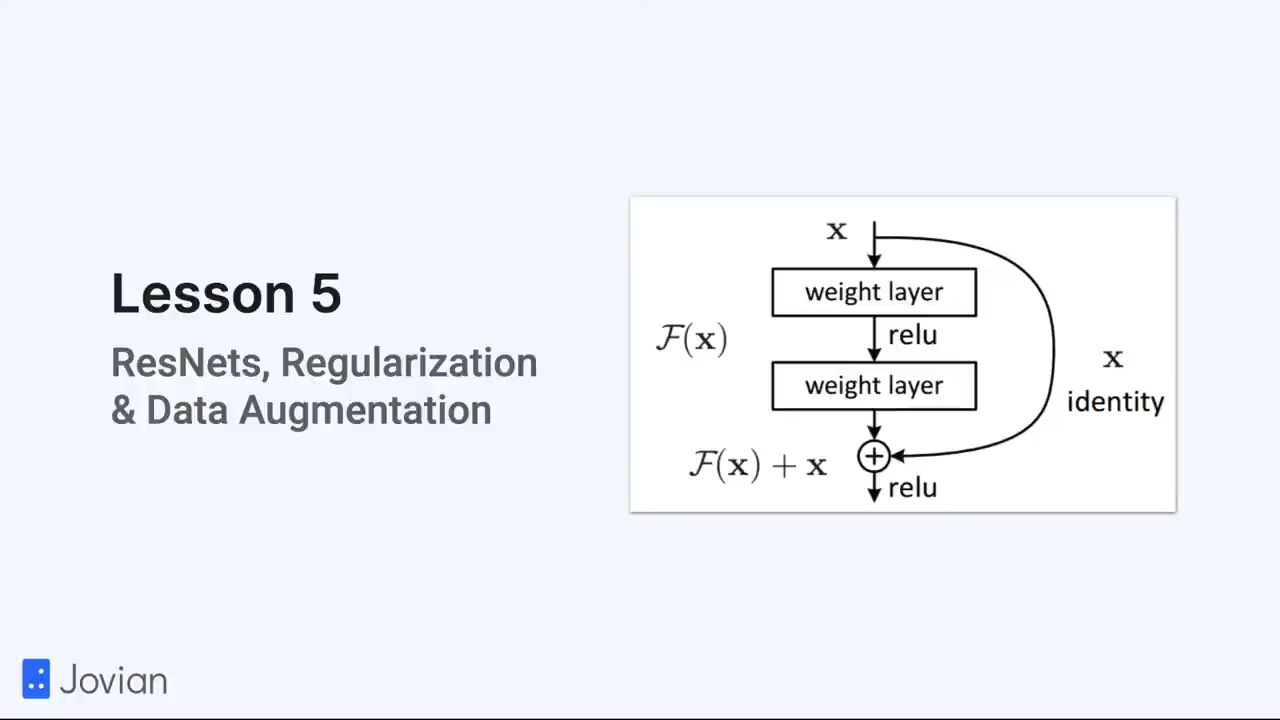 Lesson 5
ResNets, Regularization
& Data Augmentation
x
weight layer
F(x)
relu
weight layer
x
identity
F(x) + x
relu
Jovian